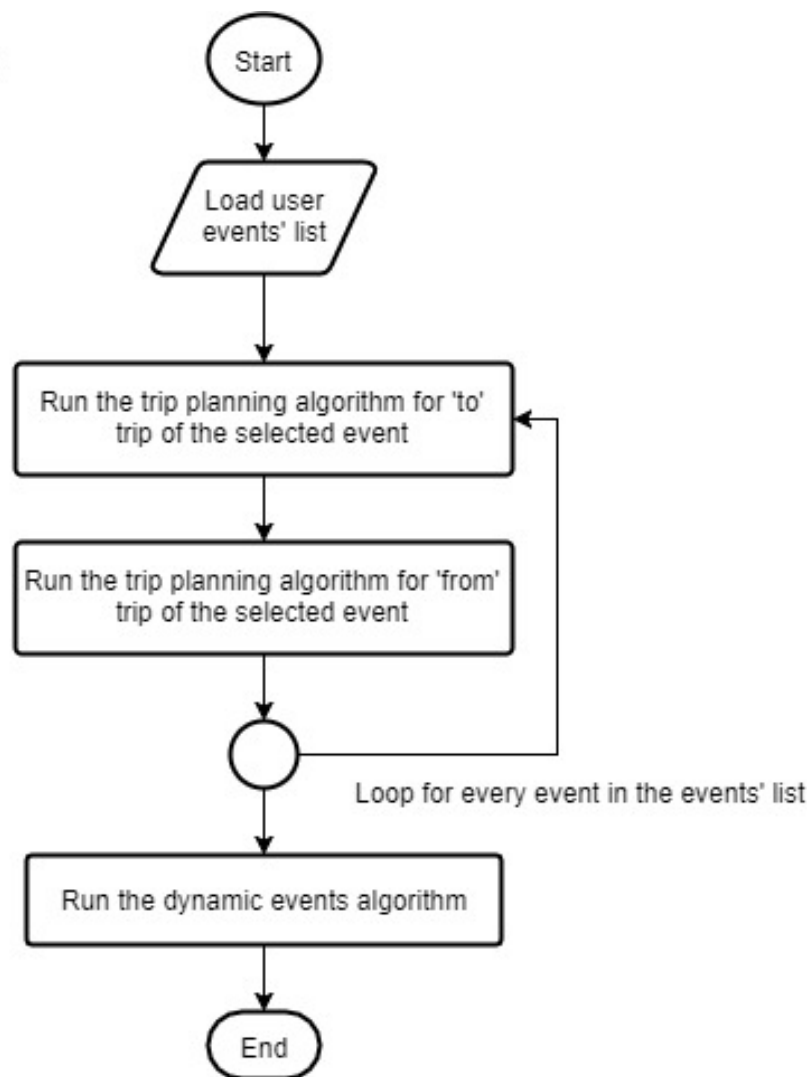 Start
Load user
events' list
Run the trip planning algorithm for 'to'
trip of the selected event
Run the trip planning algorithm for 'from'
trip of the selected event
Loop for every event in the events' list
Run the dynamic events algorithm
End